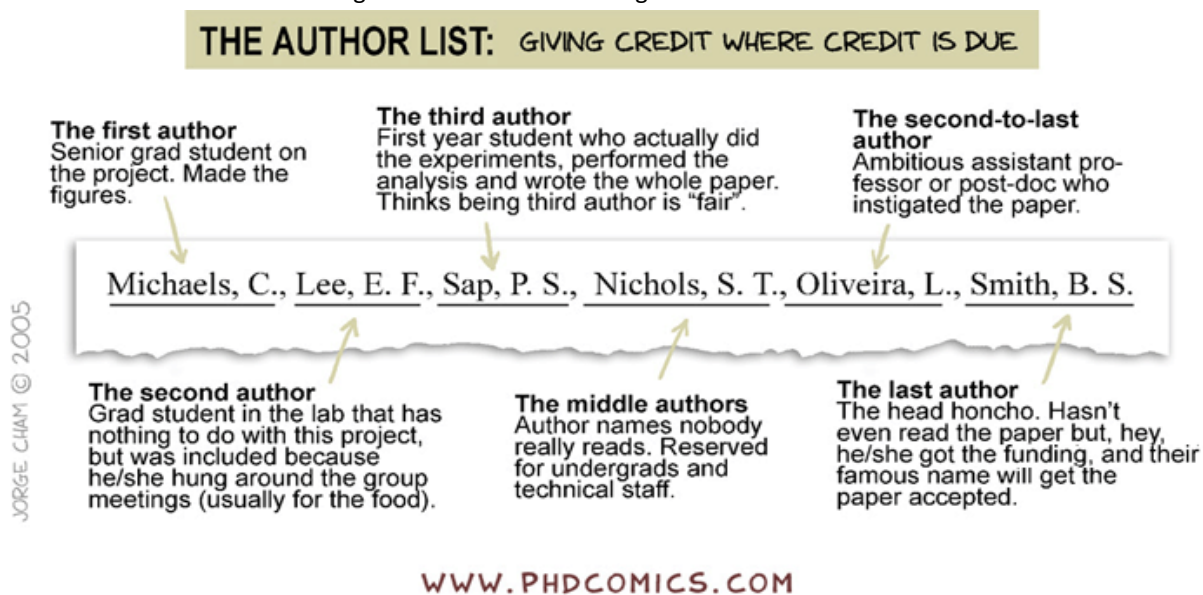 THE AUTHOR LIST: GIVING CREDIT WHERE CREDIT IS DUE
The first author
Senior grad student on
the project. Made the
figures.
The third author
First year student who actually did
the experiments, performed the
analysis and wrote the whole paper.
Thinks being third author is “fair”.
The second-to-last
author
Ambitious assistant pro-
fessor or post-doc who
instigated the paper.
Michaels, C., Lee, E. F., Sap, P. S., Nichols, S. T., Oliveira, L., Smith, B. S.
The second author
Grad student in the lab that has
nothing to do with this project,
but was included because
he/she hung around the group
meetings (usually for the food).
The middle authors
Author names nobody
really reads. Reserved
for undergrads and
technical staff.
The last author
The head honcho. Hasn’t
even read the paper but, hey,
he/she got the funding, and their
famous name will get the
paper accepted.
JORGE CHAM © 2005
WWW.PHDCOMICS.COM